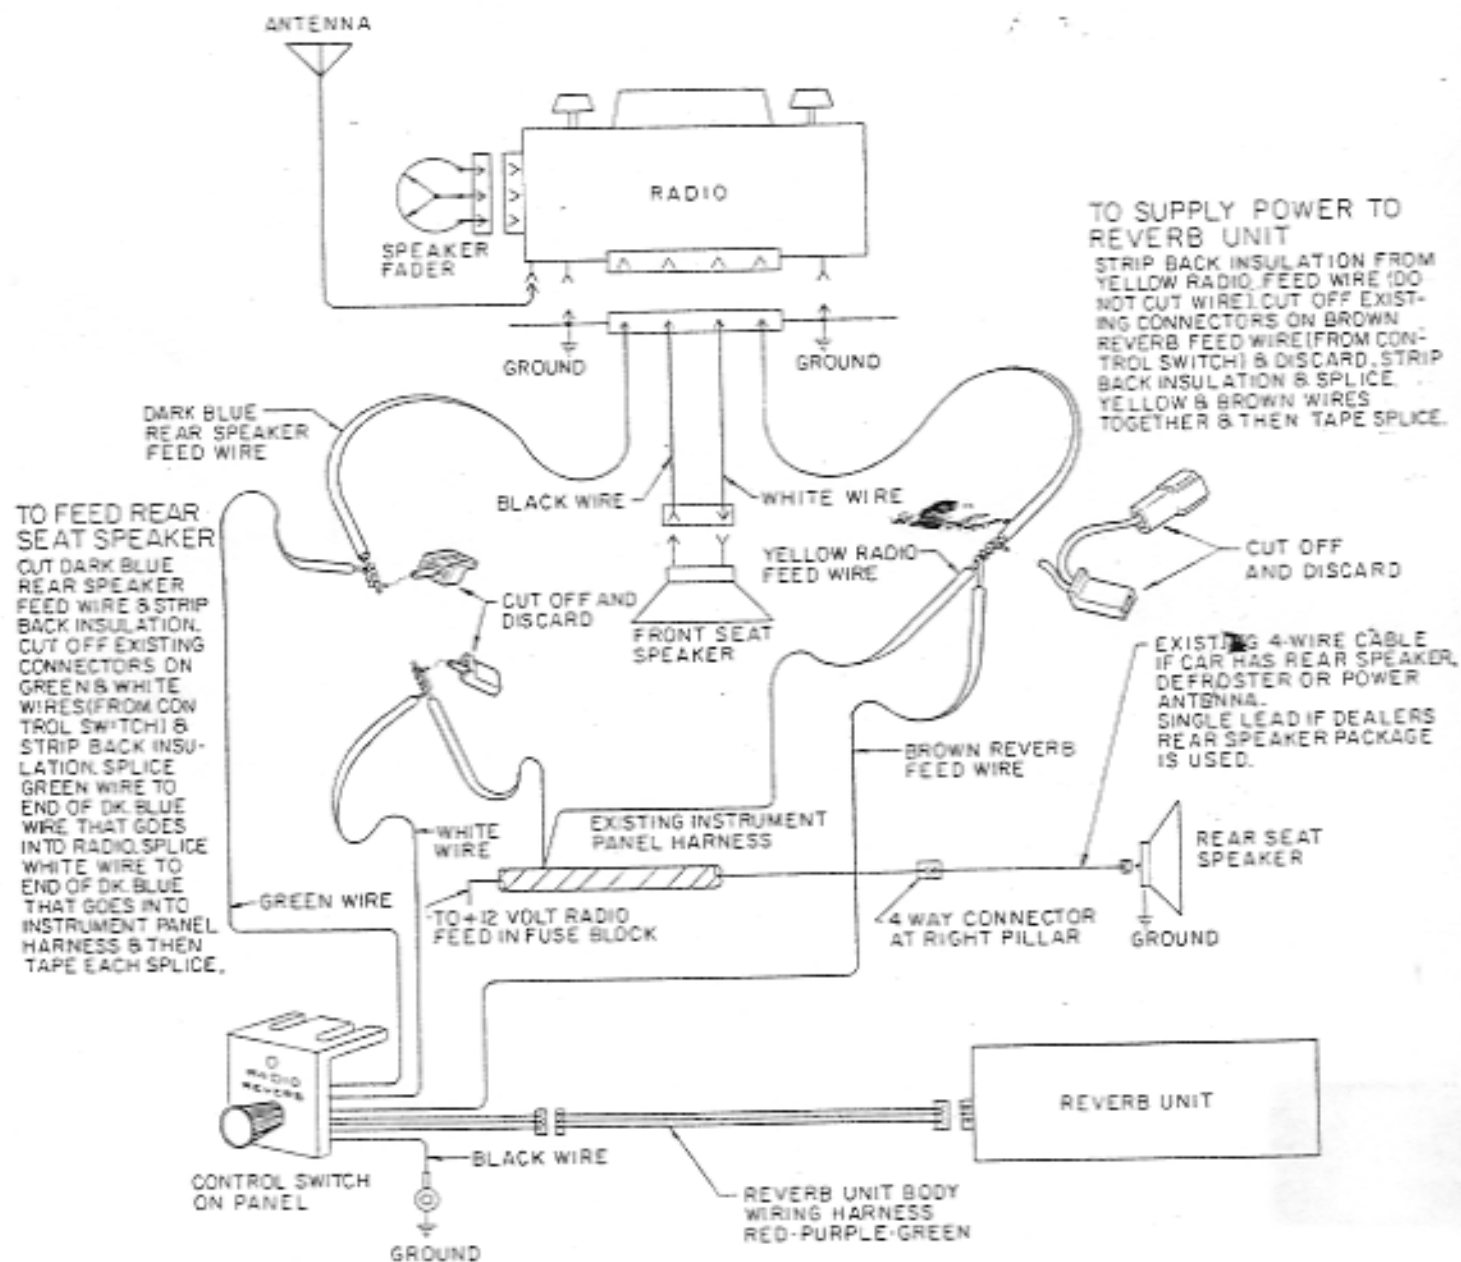 ANTENNA
RADIO
SPEAKER
FADER
GROUND
GROUND
TO SUPPLY POWER TO
REVERB UNIT
STRIP BACK INSULATION FROM
YELLOW RADIO FEED WIRE (DO
NOT CUT WIRE). CUT OFF EXIST-
ING CONNECTORS ON BROWN
REVERB FEED WIRE (FROM CON-
TROL SWITCH) & DISCARD. STRIP
BACK INSULATION & SPLICE
YELLOW & BROWN WIRES
TOGETHER & THEN TAPE SPLICE.
DARK BLUE
REAR SPEAKER
FEED WIRE
BLACK WIRE
WHITE WIRE
TO FEED REAR
SEAT SPEAKER
CUT DARK BLUE
REAR SPEAKER
FEED WIRE & STRIP
BACK INSULATION.
CUT OFF EXISTING
CONNECTORS ON
GREEN & WHITE
WIRES (FROM CON
TROL SWITCH) &
STRIP BACK INSU-
LATION. SPLICE
GREEN WIRE TO
END OF DK. BLUE
WIRE THAT GOES
INTO RADIO. SPLICE
WHITE WIRE TO
END OF DK. BLUE
THAT GOES INTO
INSTRUMENT PANEL
HARNESS & THEN
TAPE EACH SPLICE.
CUT OFF AND
DISCARD
FRONT SEAT
SPEAKER
YELLOW RADIO
FEED WIRE
CUT OFF
AND DISCARD
EXISTING 4-WIRE CABLE
IF CAR HAS REAR SPEAKER,
DEFROSTER OR POWER
ANTENNA.
SINGLE LEAD IF DEALERS
REAR SPEAKER PACKAGE
IS USED.
BROWN REVERB
FEED WIRE
WHITE
WIRE
EXISTING INSTRUMENT
PANEL HARNESS
REAR SEAT
SPEAKER
GREEN WIRE
TO +12 VOLT RADIO
FEED IN FUSE BLOCK
4 WAY CONNECTOR
AT RIGHT PILLAR
GROUND
RADIO
REVERB
REVERB UNIT
BLACK WIRE
CONTROL SWITCH
ON PANEL
REVERB UNIT BODY
WIRING HARNESS
RED-PURPLE-GREEN
GROUND